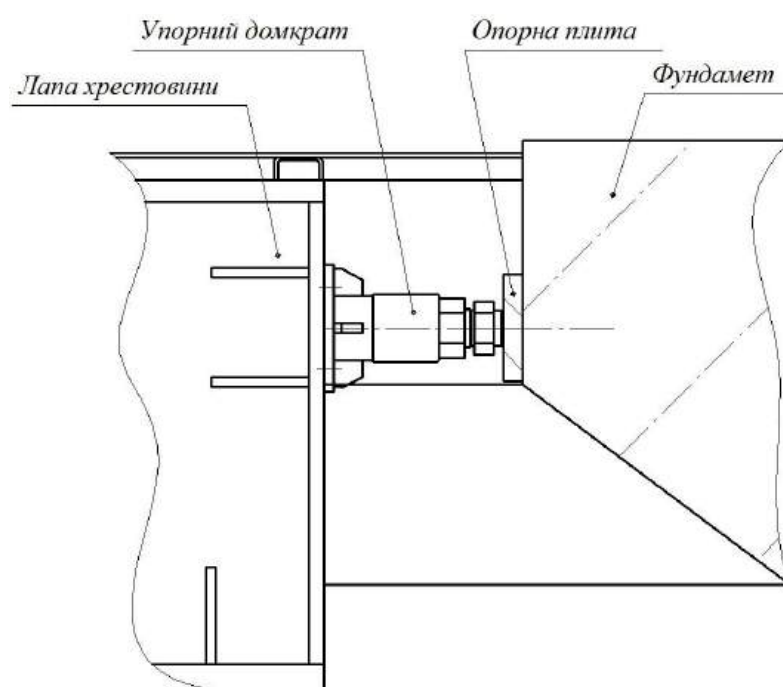 Упорний домкрат
Опорна плита
Фундамет
Лапа хрестовини